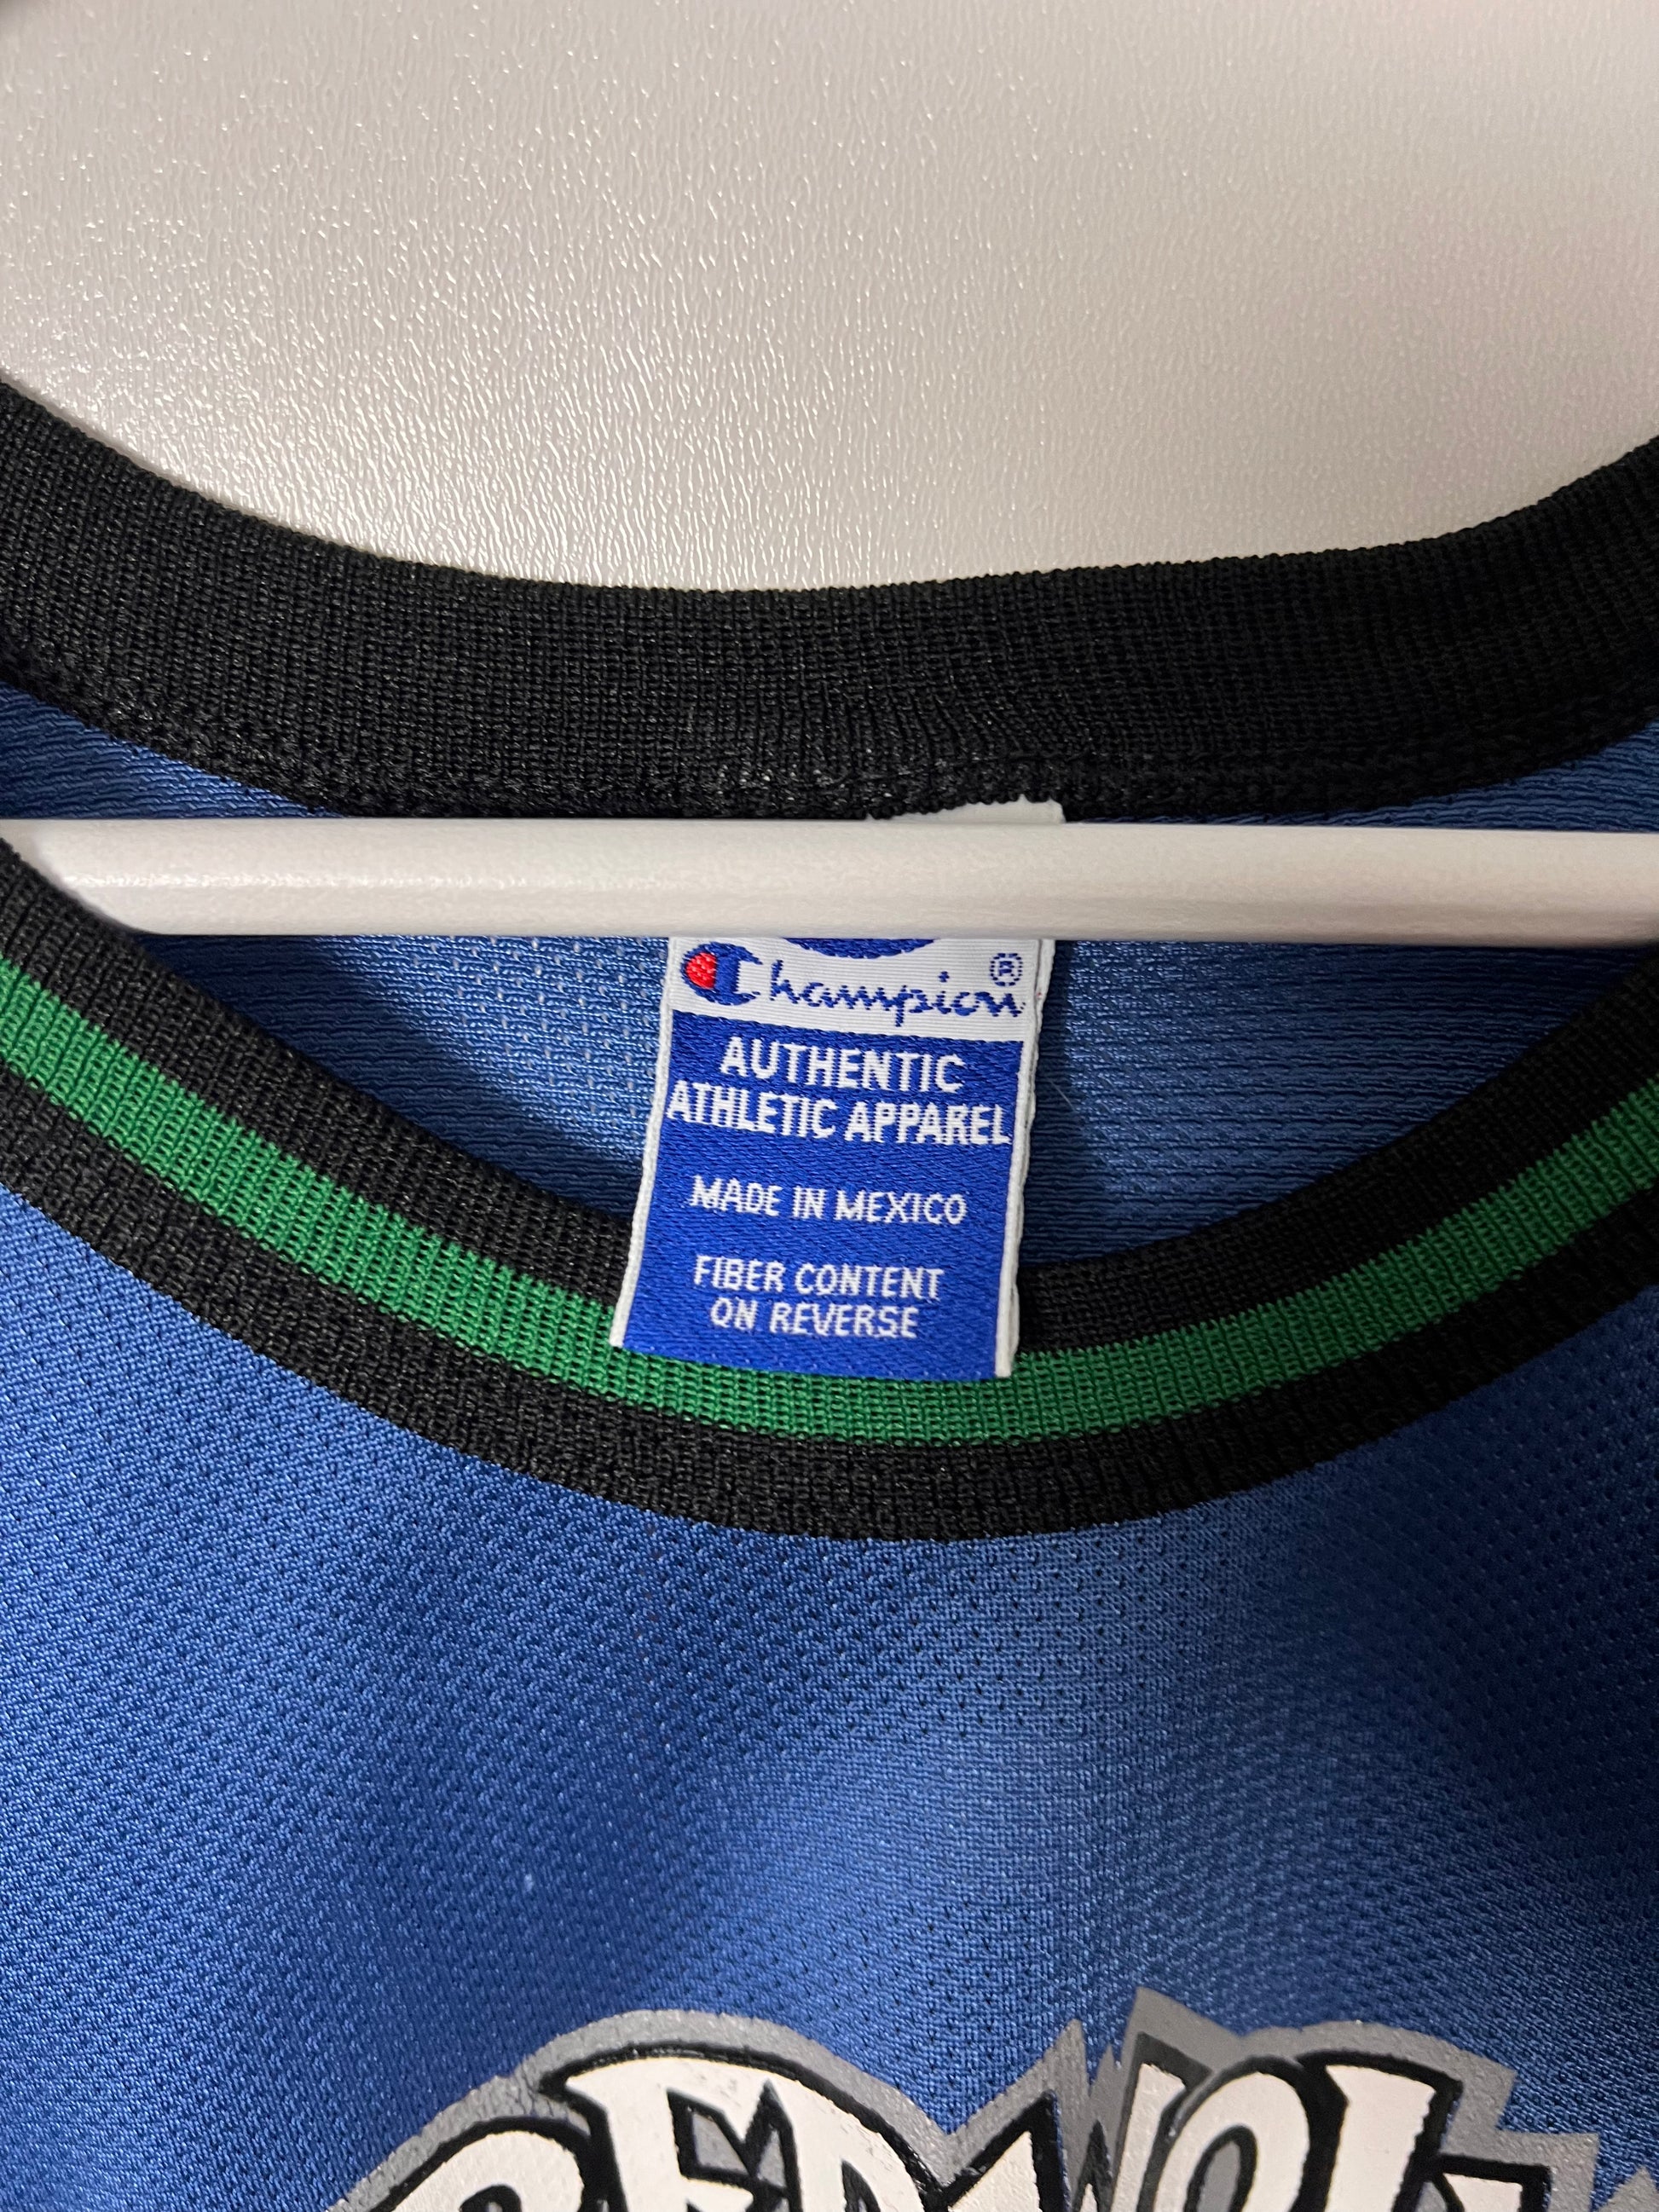 Champion®
AUTHENTIC
ATHLETIC APPAREL
MADE IN MEXICO
FIBER CONTENT
ON REVERSE